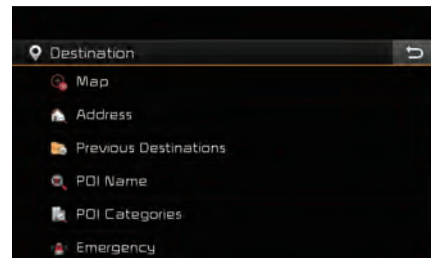 Destination
Map
Address
Previous Destinations
POI Name
POI Categories
Emergency